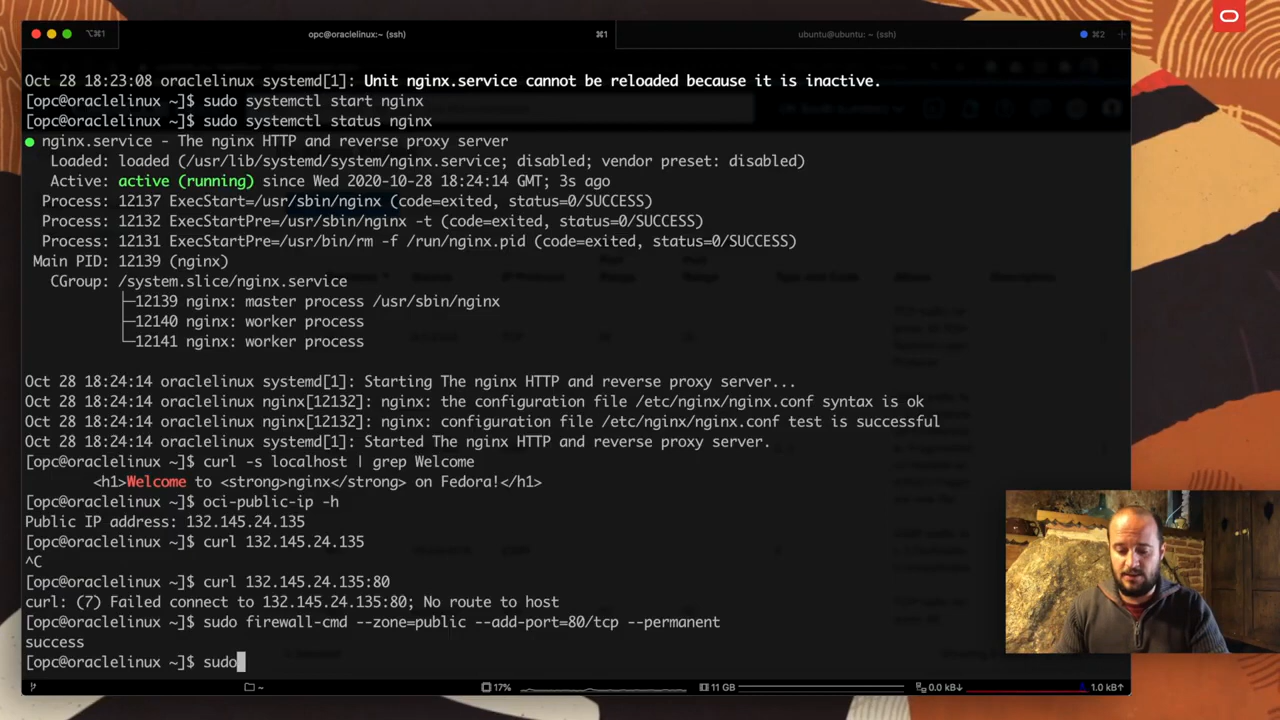 ⌥⌘1
opc@oraclelinux:~ (ssh)
⌘1
ubuntu@ubuntu: ~ (ssh)
⌘2
Oct 28 18:23:08 oraclelinux systemd[1]: Unit nginx.service cannot be reloaded because it is inactive.
[opc@oraclelinux ~]$ sudo systemctl start nginx
[opc@oraclelinux ~]$ sudo systemctl status nginx
● nginx.service - The nginx HTTP and reverse proxy server
Loaded: loaded (/usr/lib/systemd/system/nginx.service; disabled; vendor preset: disabled)
Active: active (running) since Wed 2020-10-28 18:24:14 GMT; 3s ago
Process: 12137 ExecStart=/usr/sbin/nginx (code=exited, status=0/SUCCESS)
Process: 12132 ExecStartPre=/usr/sbin/nginx -t (code=exited, status=0/SUCCESS)
Process: 12131 ExecStartPre=/usr/bin/rm -f /run/nginx.pid (code=exited, status=0/SUCCESS)
Main PID: 12139 (nginx)
CGroup: /system.slice/nginx.service
├─12139 nginx: master process /usr/sbin/nginx
├─12140 nginx: worker process
└─12141 nginx: worker process
Oct 28 18:24:14 oraclelinux systemd[1]: Starting The nginx HTTP and reverse proxy server...
Oct 28 18:24:14 oraclelinux nginx[12132]: nginx: the configuration file /etc/nginx/nginx.conf syntax is ok
Oct 28 18:24:14 oraclelinux nginx[12132]: nginx: configuration file /etc/nginx/nginx.conf test is successful
Oct 28 18:24:14 oraclelinux systemd[1]: Started The nginx HTTP and reverse proxy server.
[opc@oraclelinux ~]$ curl -s localhost | grep Welcome
<h1>Welcome to <strong>nginx</strong> on Fedora!</h1>
[opc@oraclelinux ~]$ oci-public-ip -h
Public IP address: 132.145.24.135
[opc@oraclelinux ~]$ curl 132.145.24.135
^C
[opc@oraclelinux ~]$ curl 132.145.24.135:80
curl: (7) Failed connect to 132.145.24.135:80; No route to host
[opc@oraclelinux ~]$ sudo firewall-cmd --zone=public --add-port=80/tcp --permanent
success
[opc@oraclelinux ~]$ sudo
~
17%
11 GB
0.0 kB↓
1.0 kB↑